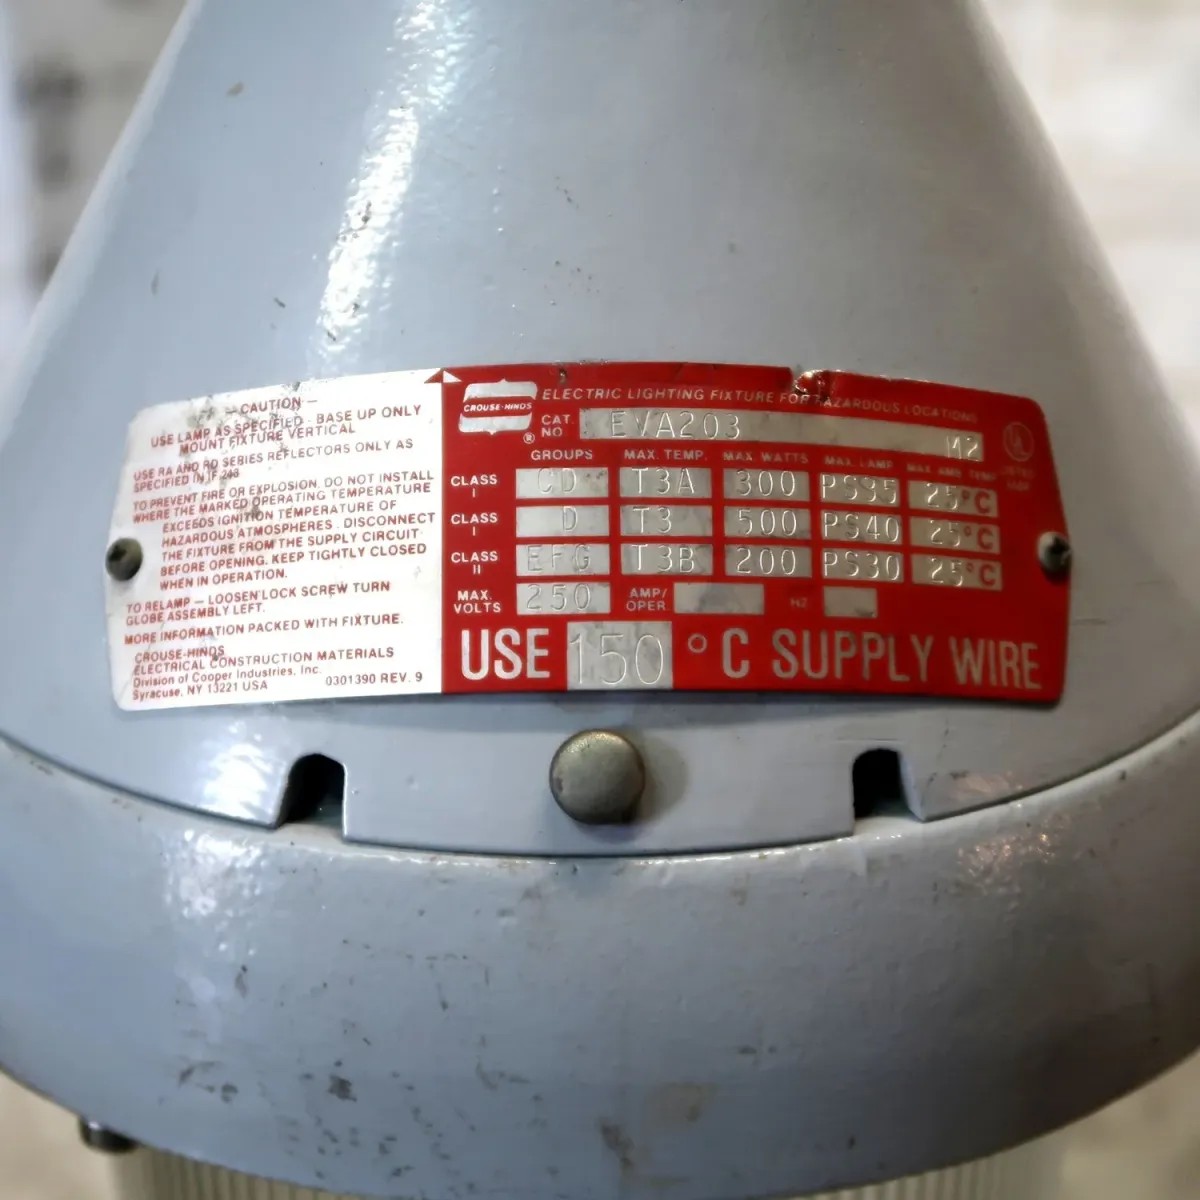 — CAUTION —
USE LAMP AS SPECIFIED - BASE UP ONLY
MOUNT FIXTURE VERTICAL
USE RA AND RD SERIES REFLECTORS ONLY AS
SPECIFIED IN IF 248
TO PREVENT FIRE OR EXPLOSION, DO NOT INSTALL
WHERE THE MARKED OPERATING TEMPERATURE
EXCEEDS IGNITION TEMPERATURE OF
HAZARDOUS ATMOSPHERES. DISCONNECT
THE FIXTURE FROM THE SUPPLY CIRCUIT
BEFORE OPENING. KEEP TIGHTLY CLOSED
WHEN IN OPERATION.
TO RELAMP — LOOSEN LOCK SCREW TURN
GLOBE ASSEMBLY LEFT.
MORE INFORMATION PACKED WITH FIXTURE.
CROUSE-HINDS
ELECTRICAL CONSTRUCTION MATERIALS
Division of Cooper Industries, Inc.
Syracuse, NY 13221 USA 0301390 REV. 9
CROUSE-HINDS ®
ELECTRIC LIGHTING FIXTURE FOR HAZARDOUS LOCATIONS
CAT. NO EVA203 M2
UL
GROUPS MAX. TEMP. MAX WATTS MAX. LAMP MAX. AMB. TEMP
CLASS I CD T3A 300 PS35 25°C
CLASS I D T3 500 PS40 25°C
CLASS II EFG T3B 200 PS30 25°C
MAX. VOLTS 250 AMP/ OPER. HZ
USE 150 °C SUPPLY WIRE